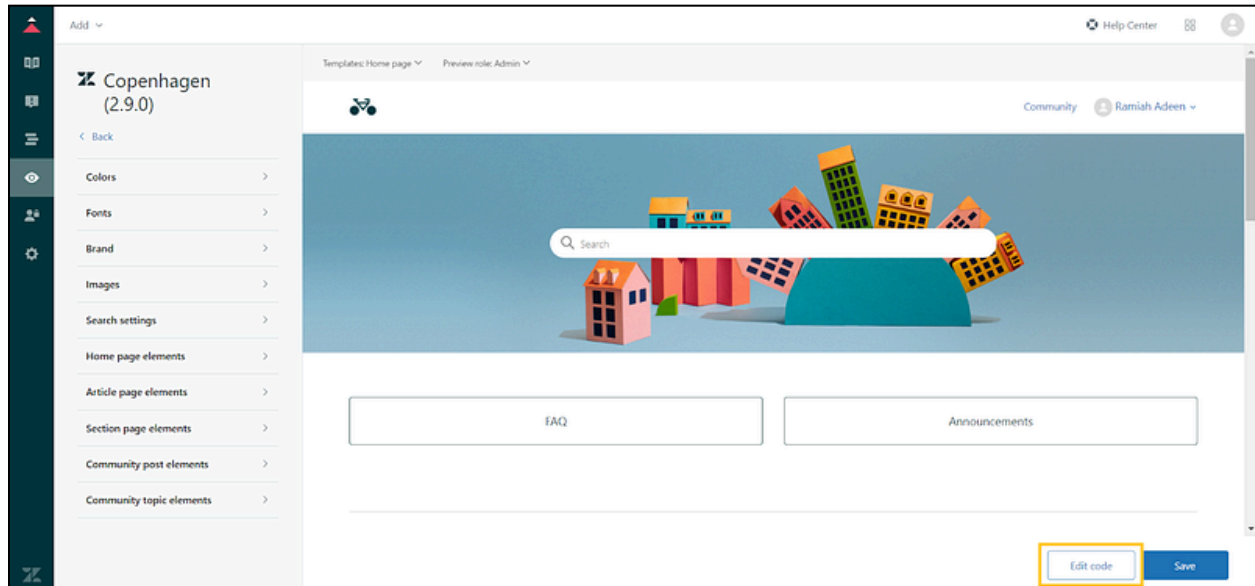 Add
Help Center
Copenhagen
(2.9.0)
Back
Colors
Fonts
Brand
Images
Search settings
Home page elements
Article page elements
Section page elements
Community post elements
Community topic elements
Templates: Home page
Preview role: Admin
Community
Ramiah Adeen
Search
FAQ
Announcements
Edit code
Save